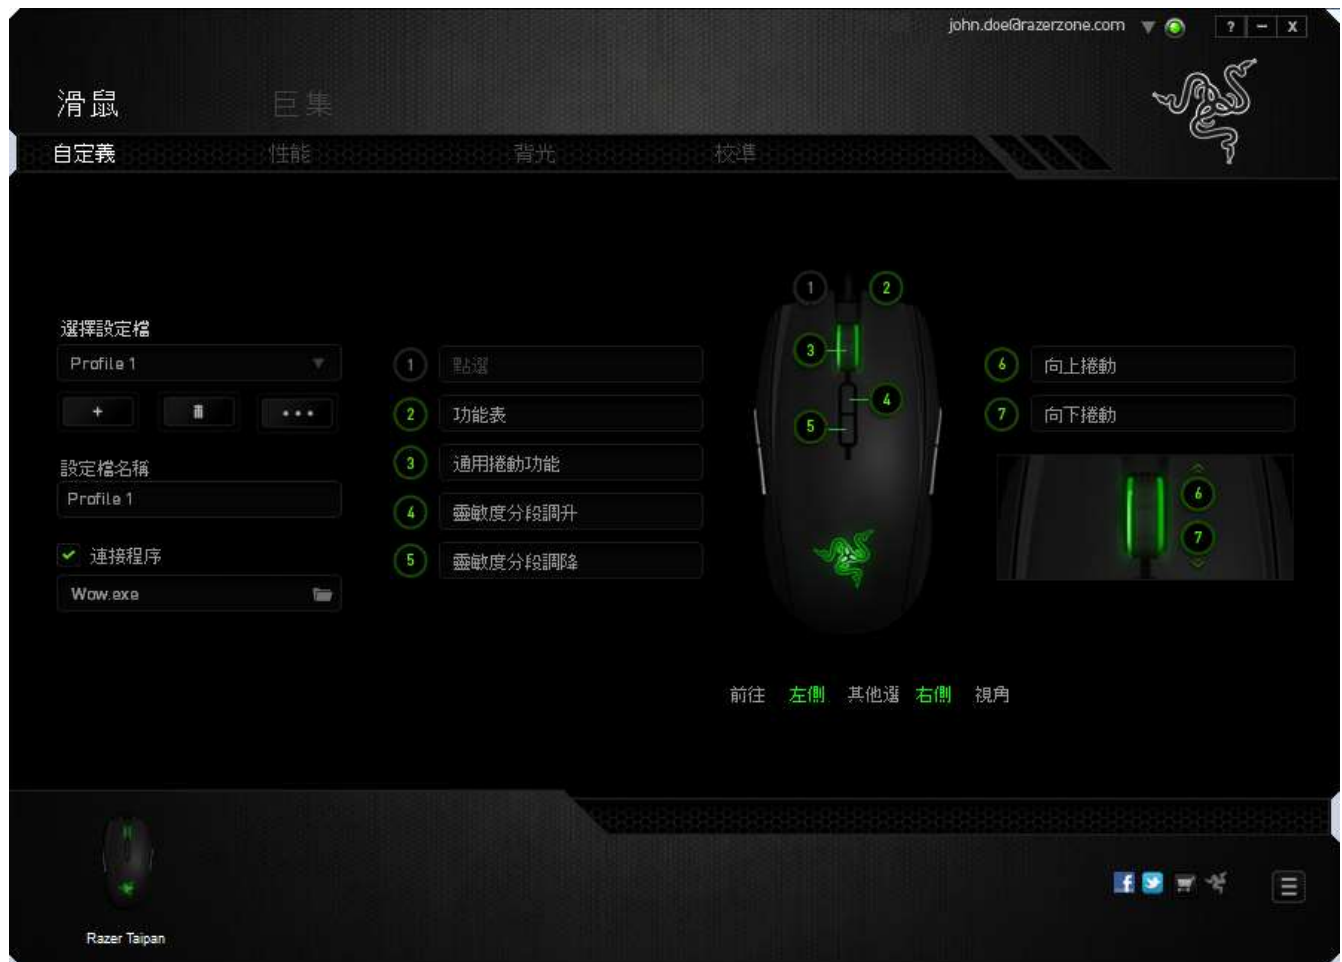 john.doe@razerzone.com
? − X
滑鼠 巨集
自定義 性能 背光 校準
選擇設定檔
Profile 1
+ •••
設定檔名稱
Profile 1
連接程序
Wow.exe
1 點選
2 功能表
3 通用捲動功能
4 靈敏度分段調升
5 靈敏度分段調降
1 2
3
4
5
6 向上捲動
7 向下捲動
6
7
前往 左側 其他選 右側 視角
Razer Taipan
f